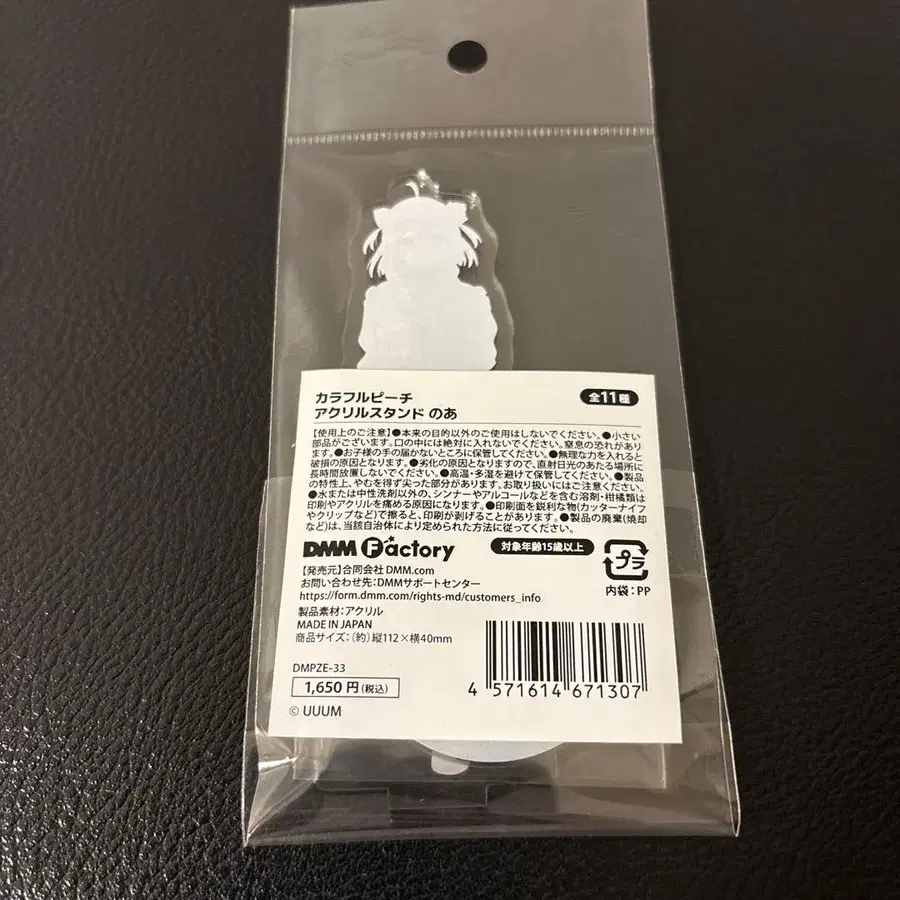 カラフルピーチ
アクリルスタンド のあ
全11種
【使用上のご注意】●本来の目的以外のご使用はしないでください。●小さい
部品がございます。口の中には絶対に入れないでください。窒息の恐れがあり
ます。●お子様の手の届かないところに保管してください。●無理な力を入れると
破損の原因となります。●劣化の原因となりますので、直射日光のあたる場所に
長時間放置しないでください。●高温・多湿を避けて保管してください。●製品
の特性上、やむを得ず尖った部分があります。お取り扱いにはご注意ください。
●水または中性洗剤以外の、シンナーやアルコールなどを含む溶剤・柑橘類は
印刷やアクリルを痛める原因になります。●印刷面を鋭利な物(カッターナイフ
やクリップなど)で擦ると、印刷が剥げることがあります。●製品の廃棄(焼却
など)は、当該自治体により定められた方法に従ってください。
DMM Factory
対象年齢15歳以上
プラ
内袋:PP
【発売元】合同会社 DMM.com
お問い合わせ先:DMMサポートセンター
https://form.dmm.com/rights-md/customers_info
製品素材:アクリル
MADE IN JAPAN
商品サイズ:(約)縦112×横40mm
DMPZE-33
1,650円(税込)
© UUUM
4 571614 671307